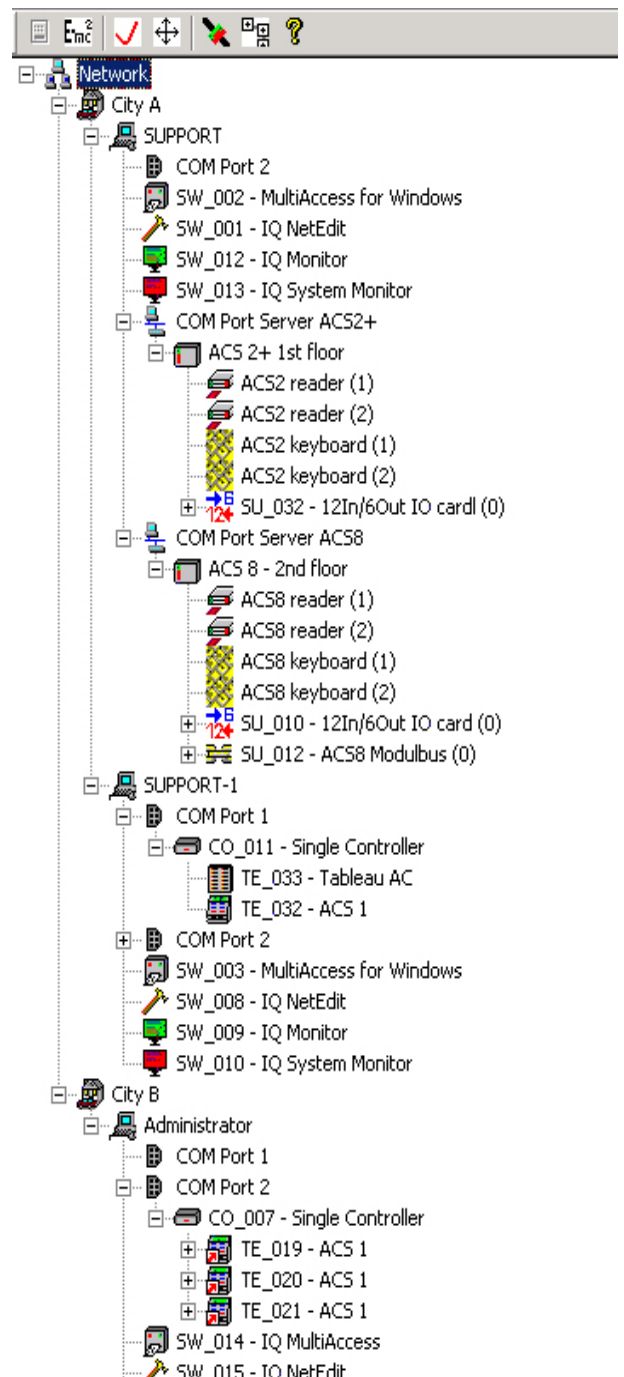 Emc²
Network
City A
SUPPORT
COM Port 2
SW_002 - MultiAccess for Windows
SW_001 - IQ NetEdit
SW_012 - IQ Monitor
SW_013 - IQ System Monitor
COM Port Server ACS2+
ACS 2+ 1st floor
ACS2 reader (1)
ACS2 reader (2)
ACS2 keyboard (1)
ACS2 keyboard (2)
SU_032 - 12In/6Out IO cardl (0)
COM Port Server ACS8
ACS 8 - 2nd floor
ACS8 reader (1)
ACS8 reader (2)
ACS8 keyboard (1)
ACS8 keyboard (2)
SU_010 - 12In/6Out IO card (0)
SU_012 - ACS8 Modulbus (0)
SUPPORT-1
COM Port 1
CO_011 - Single Controller
TE_033 - Tableau AC
TE_032 - ACS 1
COM Port 2
SW_003 - MultiAccess for Windows
SW_008 - IQ NetEdit
SW_009 - IQ Monitor
SW_010 - IQ System Monitor
City B
Administrator
COM Port 1
COM Port 2
CO_007 - Single Controller
TE_019 - ACS 1
TE_020 - ACS 1
TE_021 - ACS 1
SW_014 - IQ MultiAccess
SW_015 - IQ NetEdit